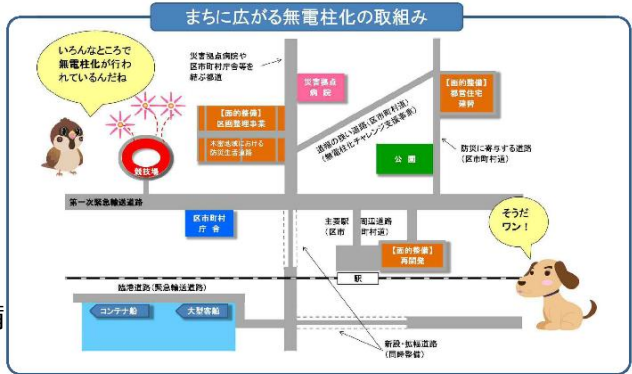 まちに広がる無電柱化の取組み
いろんなところで
無電柱化が行わ
れているんだね
災害拠点病院や
区市町村庁舎等を
結ぶ都道
災害拠点
病院
【面的整備】
都営住宅
建替
【面的整備】
区画整理事業
木密地域における
防災生活道路
道幅の狭い道路(区市町村道)
(無電柱化チャレンジ支援事業)
公園
防災に寄与する道路
(区市町村道)
競技場
第一次緊急輸送道路
区市町村
庁舎
主要駅周辺道路
(区市町村道)
そうだ
ワン!
【面的整備】
再開発
駅
臨港道路(緊急輸送道路)
コンテナ船
大型客船
新設・拡幅道路
(同時整備)
備